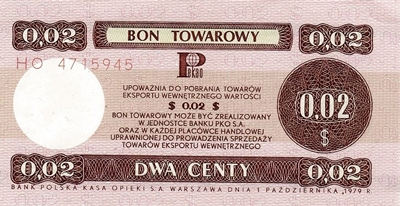 0,02 BON TOWAROWY 0,02
HO 4715945
P
PKO
UPOWAŻNIA DO POBRANIA TOWARÓW
EKSPORTU WEWNĘTRZNEGO WARTOŚCI
$ 0.02 $
BON TOWAROWY MOŻE BYĆ ZREALIZOWANY
W JEDNOSTCE BANKU PKO S.A.
ORAZ W KAŻDEJ PLACÓWCE HANDLOWEJ
UPRAWNIONEJ DO PROWADZENIA SPRZEDAŻY
TOWARÓW EKSPORTU WEWNĘTRZNEGO
0,02
$
0,02 DWA CENTY 0,02
BANK POLSKA KASA OPIEKI S.A. WARSZAWA DNIA 1 PAŹDZIERNIKA 1979 R.